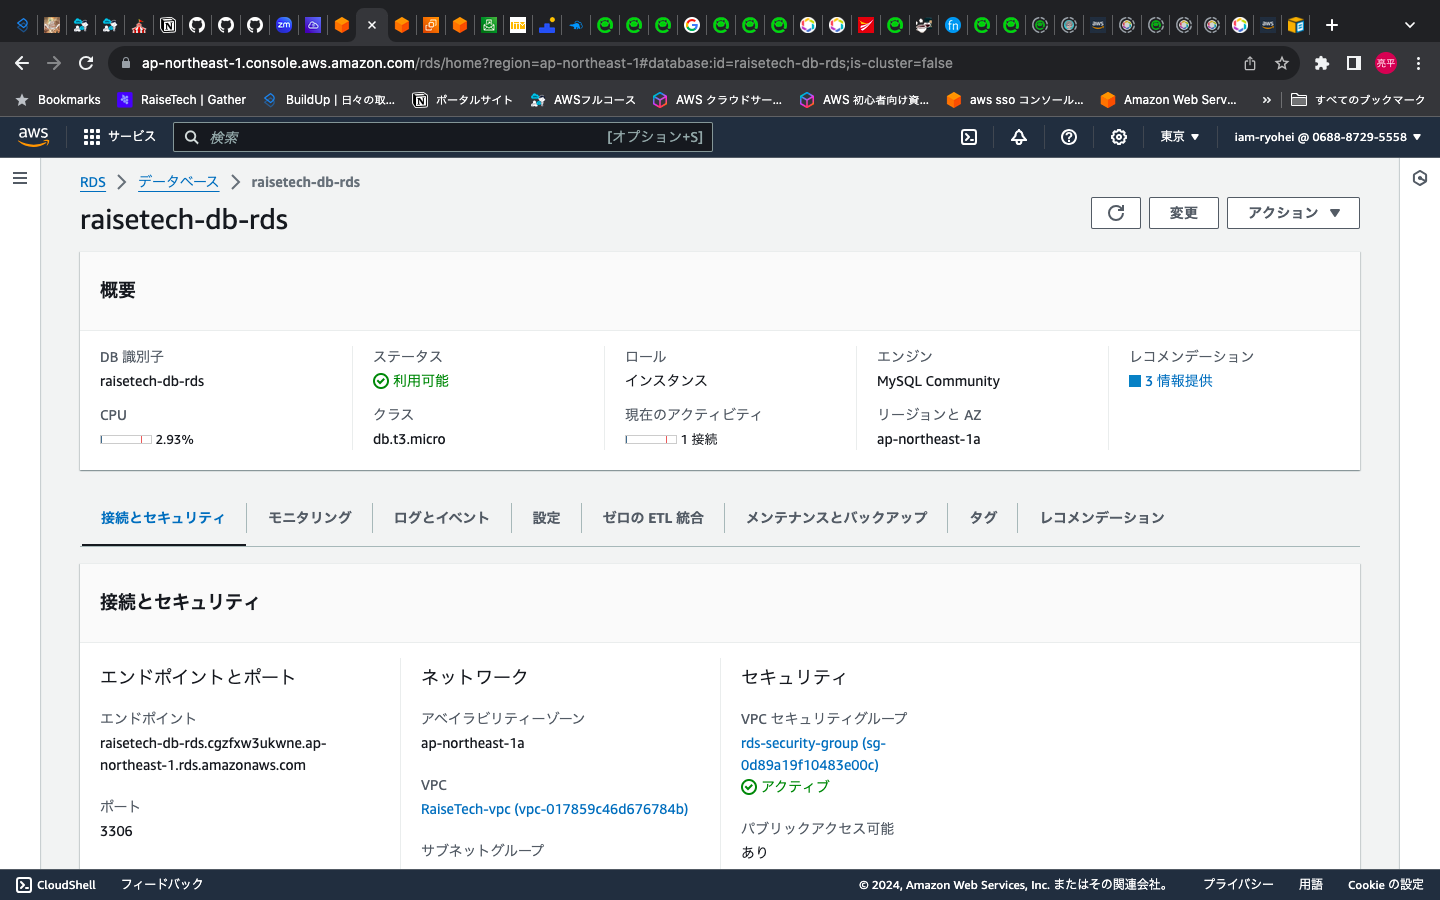 ap-northeast-1.console.aws.amazon.com/rds/home?region=ap-northeast-1#database:id=raisetech-db-rds;is-cluster=false
亮平
Bookmarks
RaiseTech | Gather
BuildUp | 日々の取...
ポータルサイト
AWSフルコース
AWS クラウドサー...
AWS 初心者向け資...
aws sso コンソール...
Amazon Web Serv...
»
すべてのブックマーク
aws
サービス
検索
[オプション+S]
東京
iam-ryohei @ 0688-8729-5558
RDS
データベース
raisetech-db-rds
raisetech-db-rds
変更
アクション
概要
DB 識別子
raisetech-db-rds
ステータス
利用可能
ロール
インスタンス
エンジン
MySQL Community
レコメンデーション
3 情報提供
CPU
2.93%
クラス
db.t3.micro
現在のアクティビティ
1 接続
リージョンと AZ
ap-northeast-1a
接続とセキュリティ
モニタリング
ログとイベント
設定
ゼロの ETL 統合
メンテナンスとバックアップ
タグ
レコメンデーション
接続とセキュリティ
エンドポイントとポート
エンドポイント
raisetech-db-rds.cgzfxw3ukwne.ap-
northeast-1.rds.amazonaws.com
ポート
3306
ネットワーク
アベイラビリティーゾーン
ap-northeast-1a
VPC
RaiseTech-vpc (vpc-017859c46d676784b)
サブネットグループ
セキュリティ
VPC セキュリティグループ
rds-security-group (sg-
0d89a19f10483e00c)
アクティブ
パブリックアクセス可能
あり
CloudShell
フィードバック
© 2024, Amazon Web Services, Inc. またはその関連会社。
プライバシー
用語
Cookie の設定